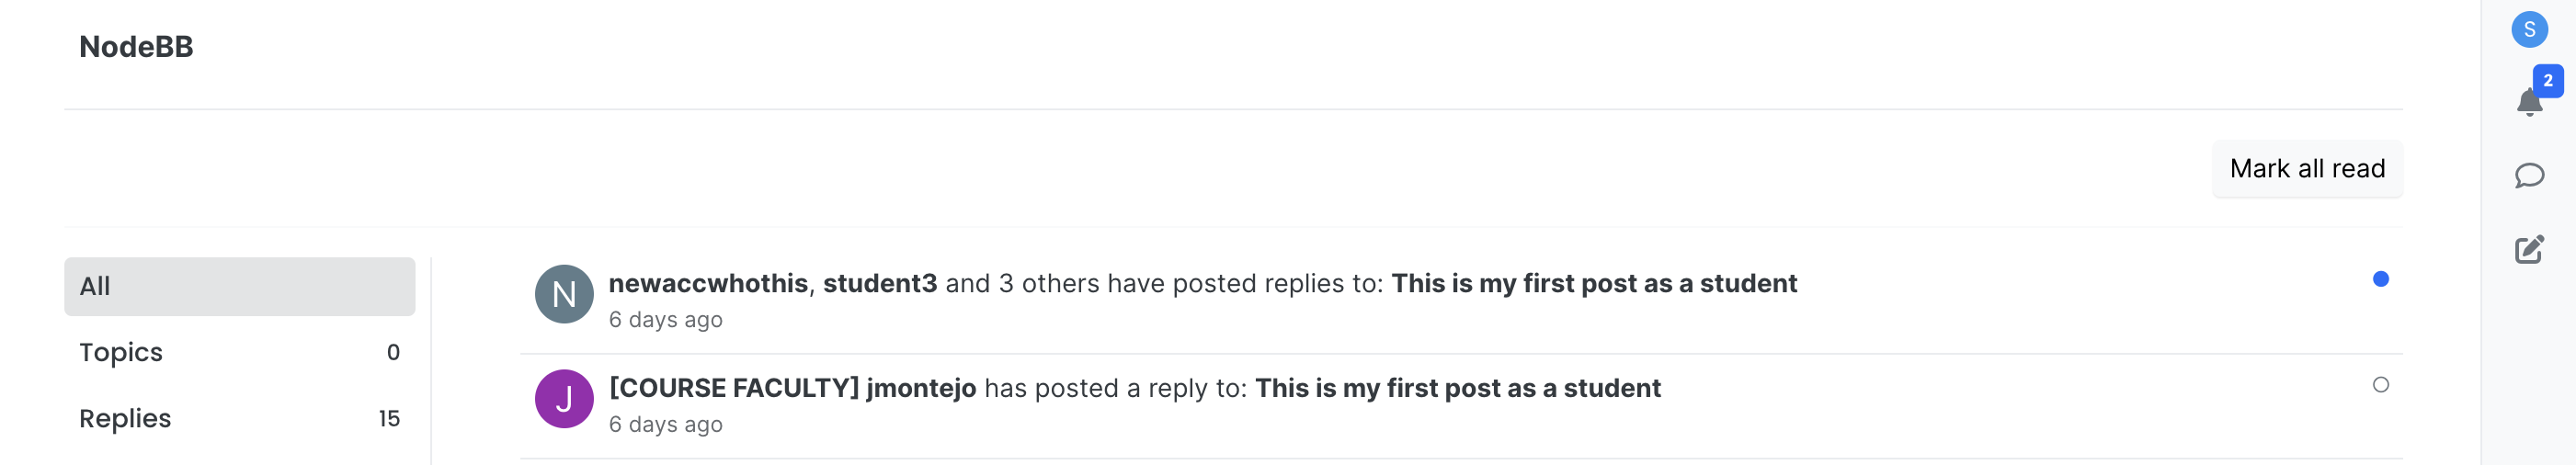 NodeBB
S
2
Mark all read
All
Topics 0
Replies 15
N
newaccwhothis, student3 and 3 others have posted replies to: This is my first post as a student
6 days ago
J
[COURSE FACULTY] jmontejo has posted a reply to: This is my first post as a student
6 days ago